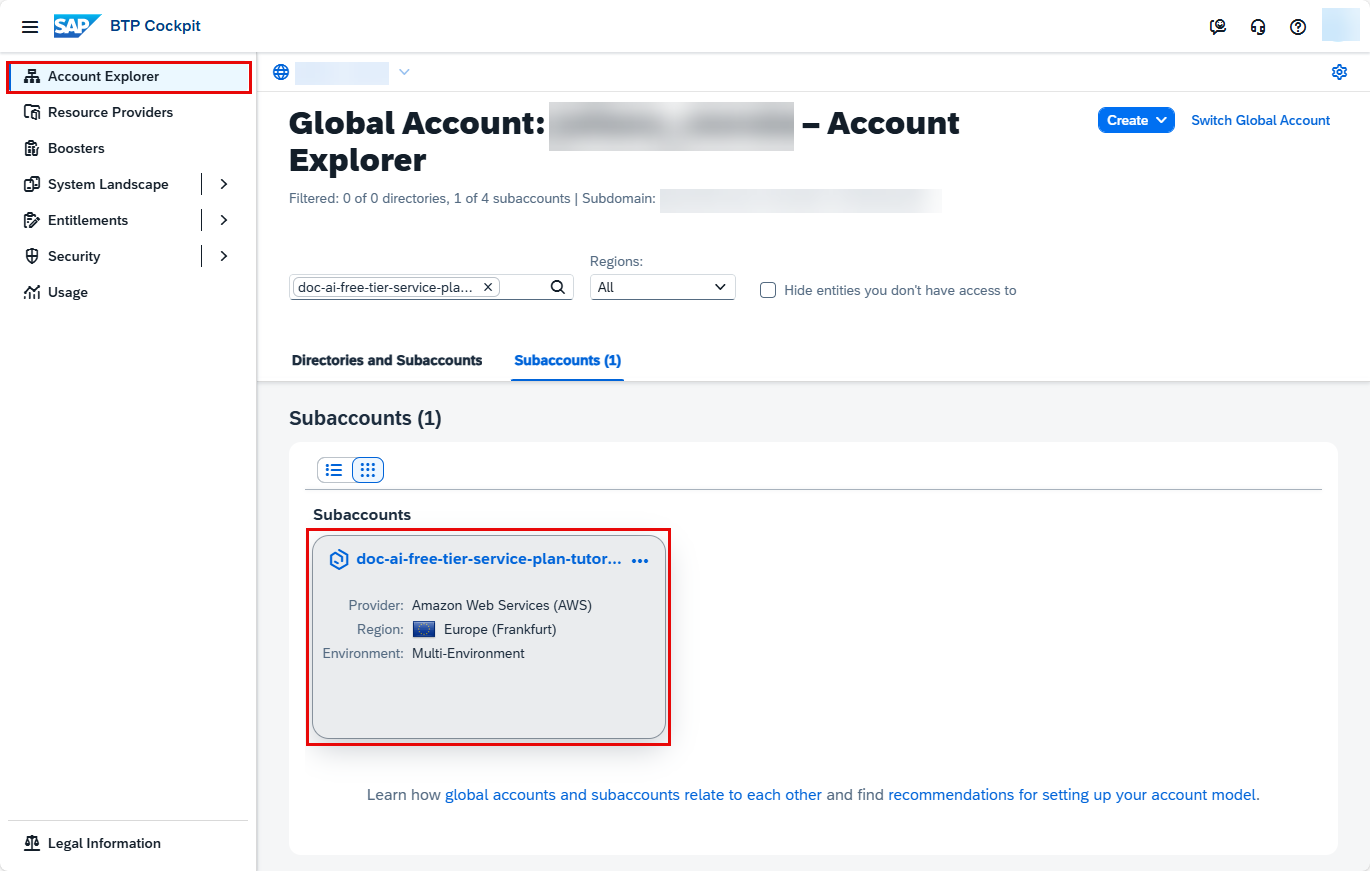 SAP BTP Cockpit
Account Explorer
Resource Providers
Boosters
System Landscape
Entitlements
Security
Usage
Legal Information
Global Account: – Account
Explorer
Create
Switch Global Account
Filtered: 0 of 0 directories, 1 of 4 subaccounts | Subdomain:
Regions:
doc-ai-free-tier-service-pla...
All
Hide entities you don't have access to
Directories and Subaccounts
Subaccounts (1)
Subaccounts (1)
Subaccounts
doc-ai-free-tier-service-plan-tutor...
Provider: Amazon Web Services (AWS)
Region: Europe (Frankfurt)
Environment: Multi-Environment
Learn how global accounts and subaccounts relate to each other and find recommendations for setting up your account model.